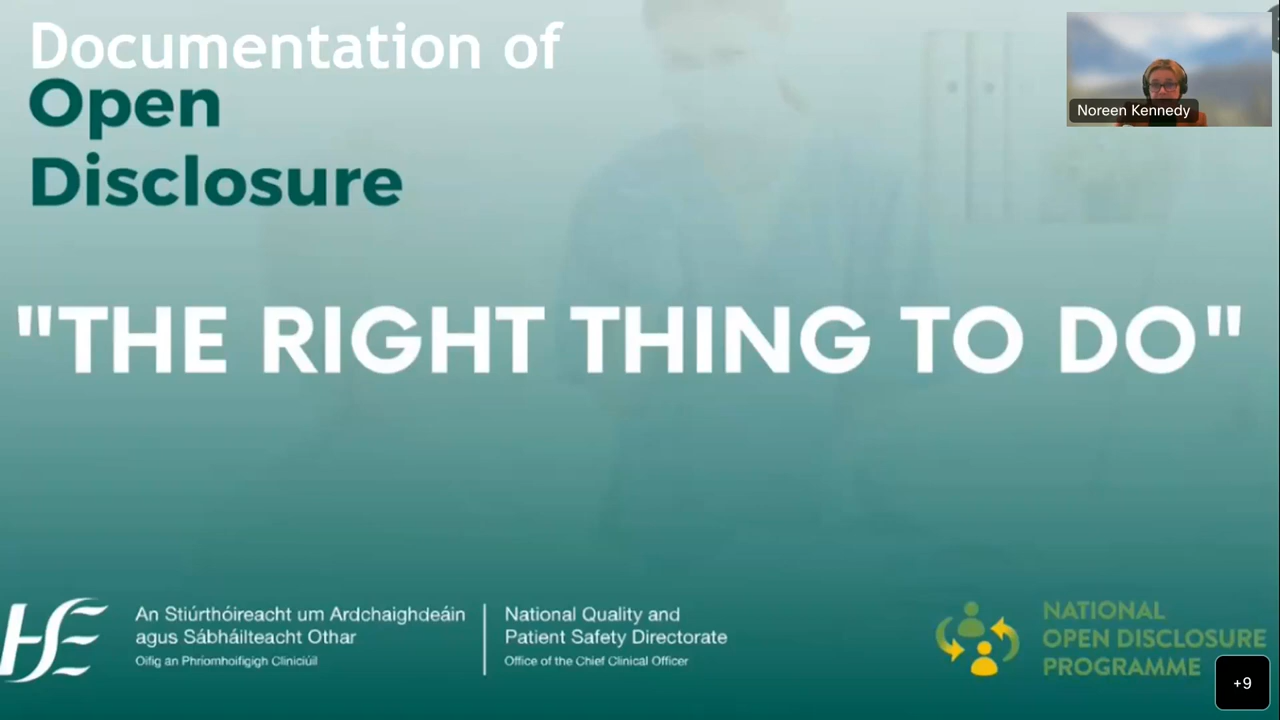 Documentation of
Open
Disclosure
Noreen Kennedy
"THE RIGHT THING TO DO"
HSE
An Stiúrthóireacht um Ardchaighdeáin
agus Sábháilteacht Othar
Oifig an Phríomhoifigigh Cliniciúil
National Quality and
Patient Safety Directorate
Office of the Chief Clinical Officer
NATIONAL
OPEN DISCLOSURE
PROGRAMME
+9